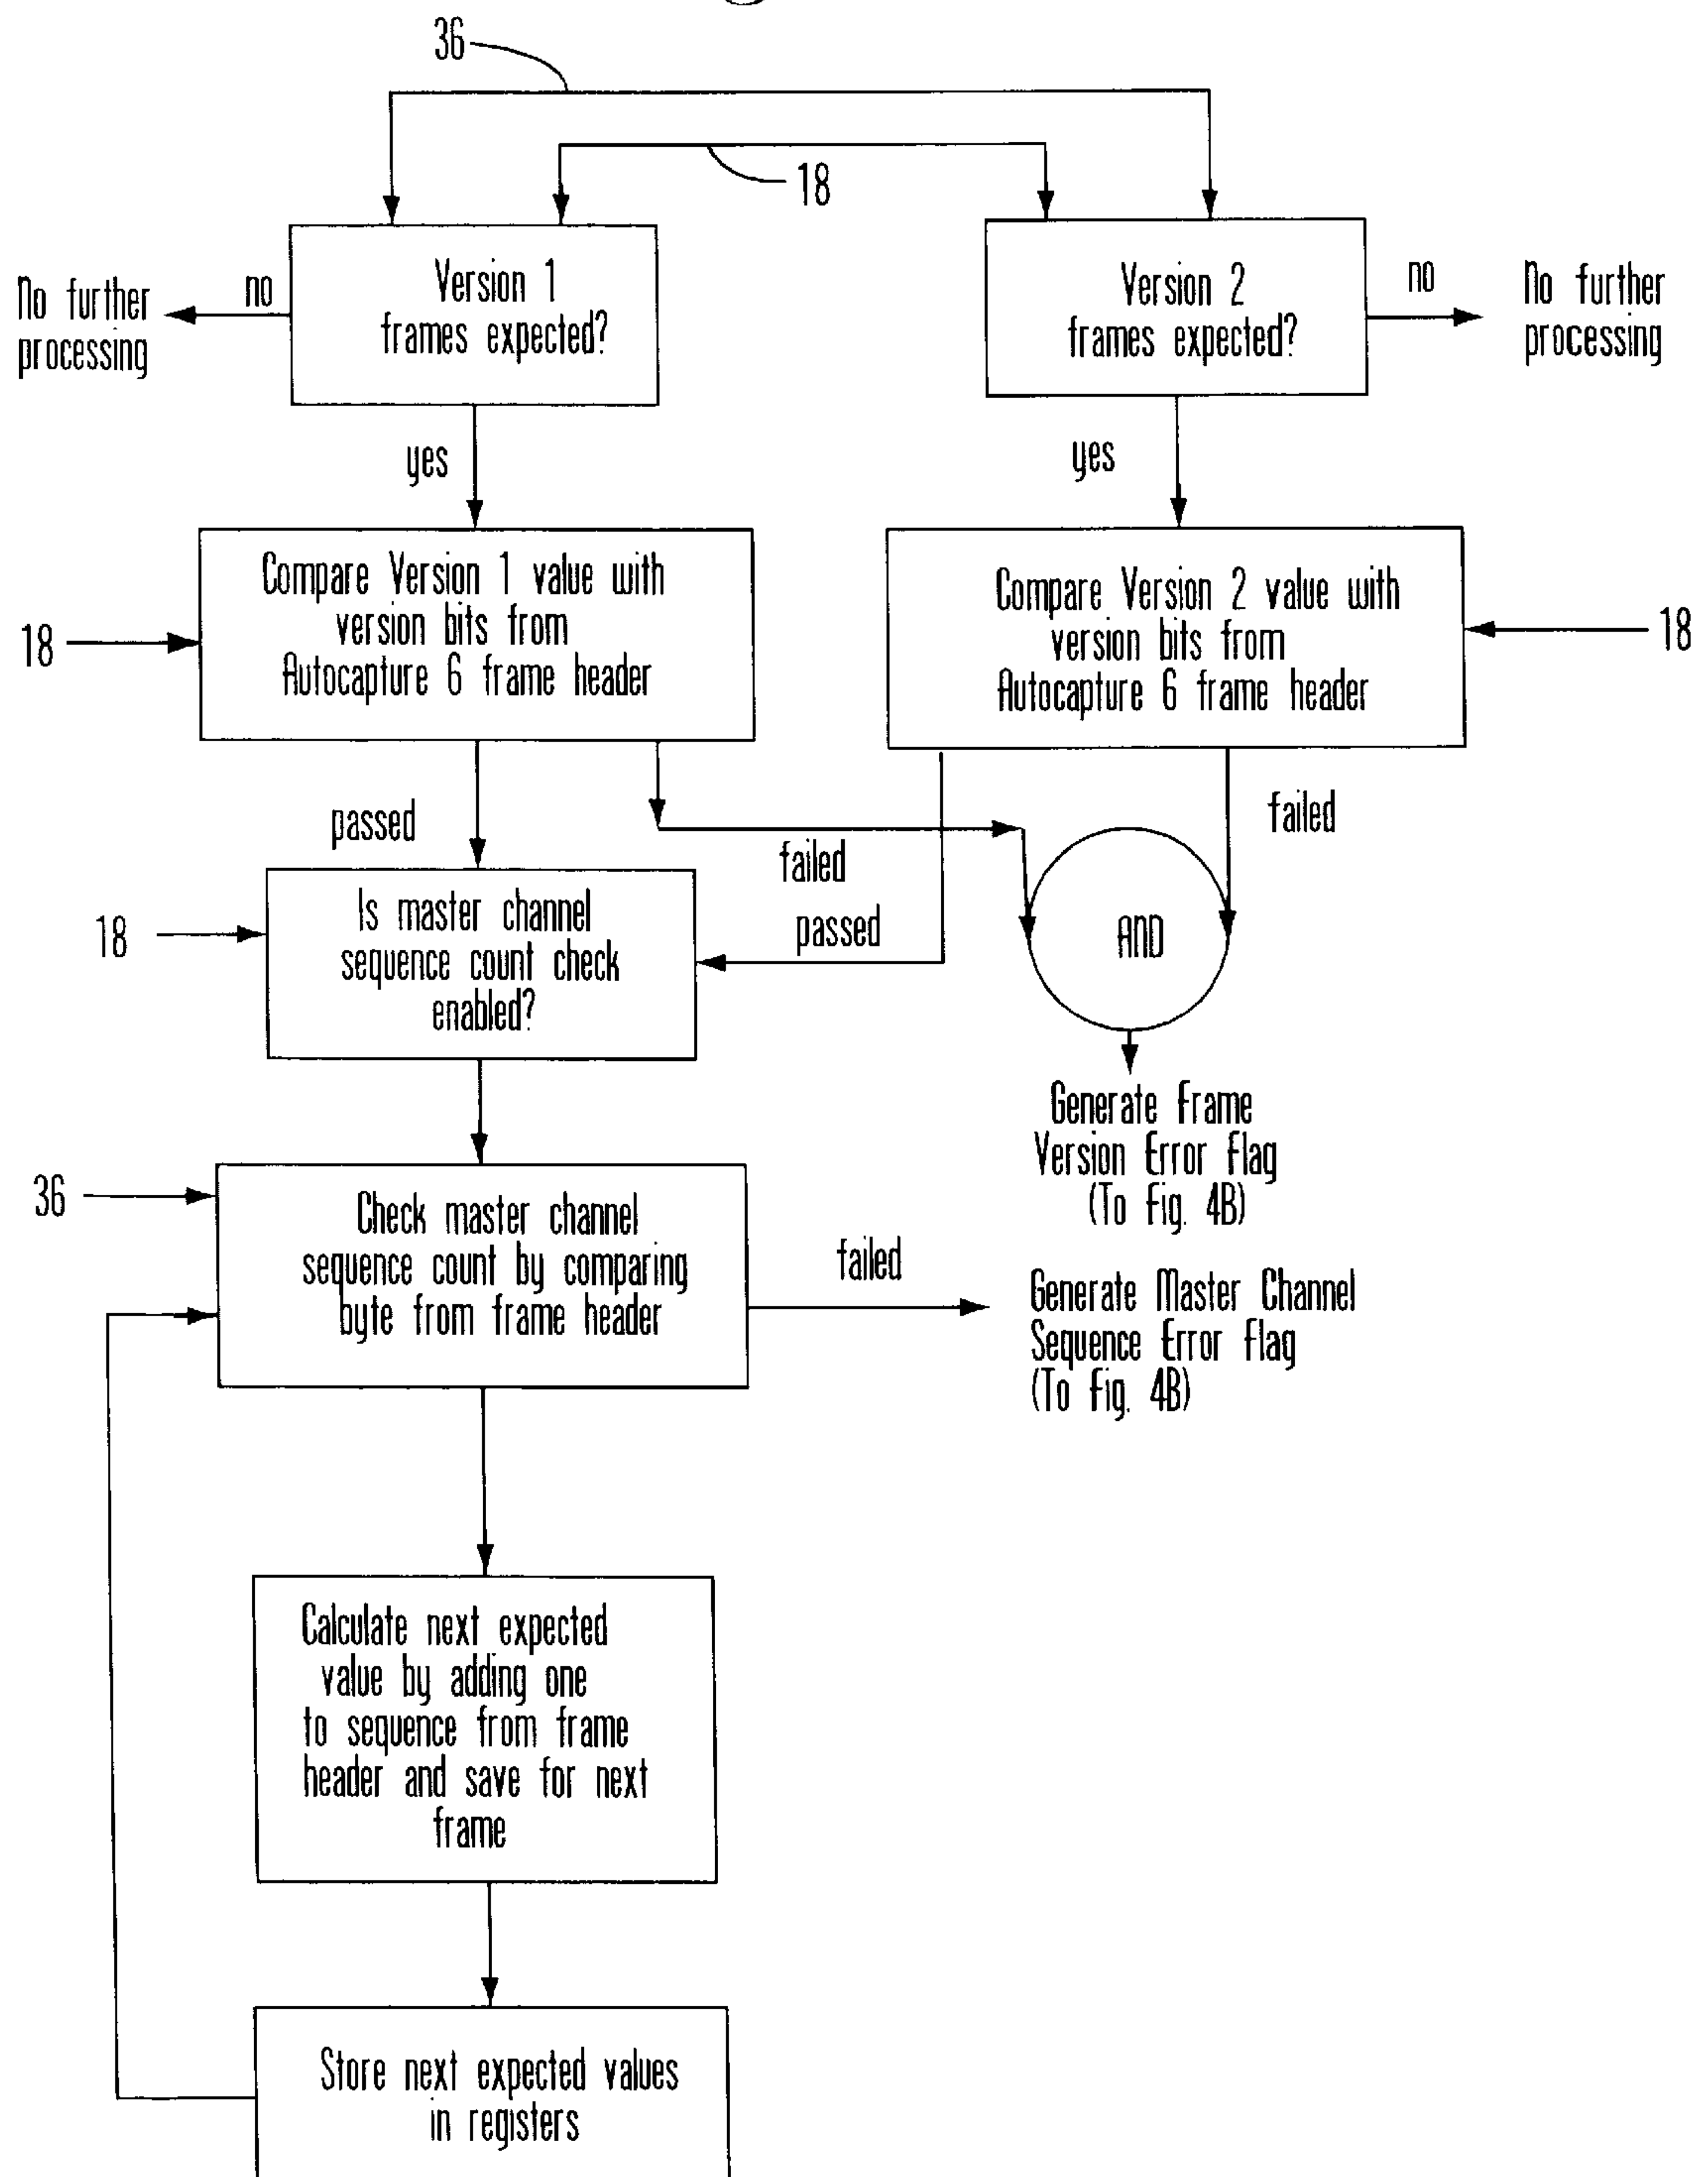 36
18
No further
processing
no
Version 1
frames expected?
Version 2
frames expected?
no
No further
processing
yes
yes
18
Compare Version 1 value with
version bits from
Autocapture 6 frame header
Compare Version 2 value with
version bits from
Autocapture 6 frame header
18
passed
failed
failed
passed
18
Is master channel
sequence count check
enabled?
AND
Generate Frame
Version Error Flag
(To Fig. 4B)
36
Check master channel
sequence count by comparing
byte from frame header
failed
Generate Master Channel
Sequence Error Flag
(To Fig. 4B)
Calculate next expected
value by adding one
to sequence from frame
header and save for next
frame
Store next expected values
in registers